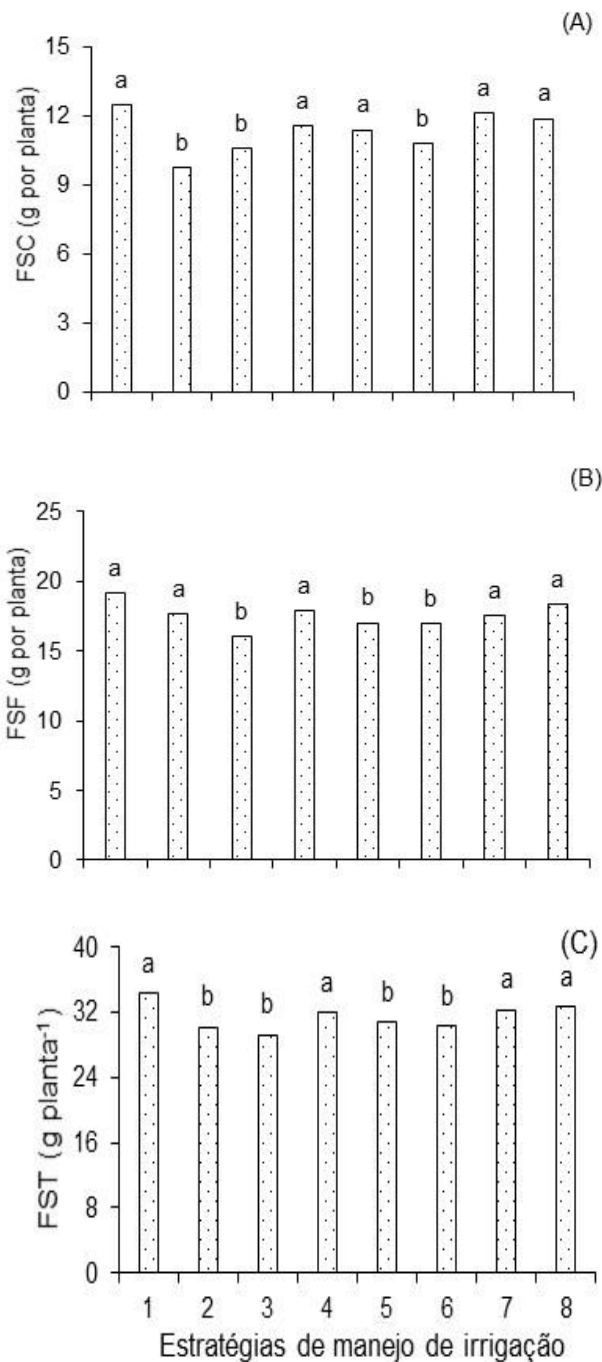 (A)
FSC (g por planta)
15
12
9
6
3
0
a b b a a b a a
(B)
FSF (g por planta)
25
20
15
10
5
0
a a b a b b a a
(C)
FST (g planta⁻¹)
40
32
24
16
8
0
a b b a b b a a
1 2 3 4 5 6 7 8
Estratégias de manejo de irrigação